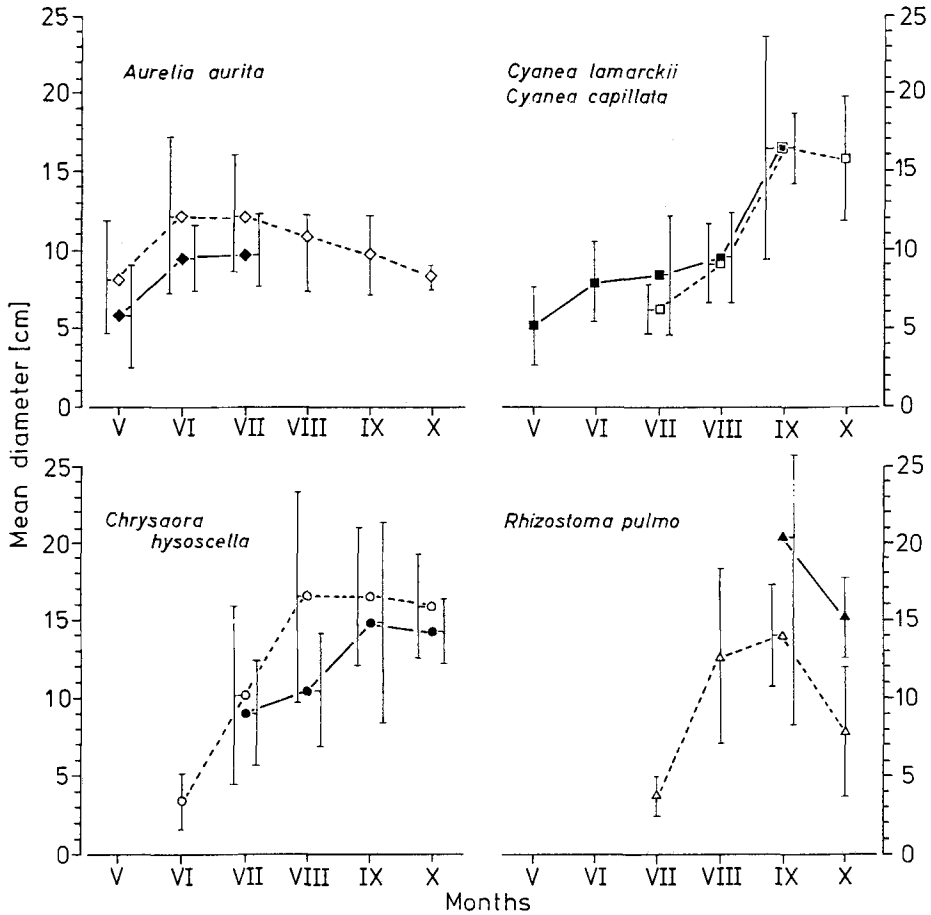 25
20
15
10
5
0
Aurelia aurita
V VI VII VIII IX X
Cyanea lamarckii
Cyanea capillata
25
20
15
10
5
0
V VI VII VIII IX X
Mean diameter [cm]
25
20
15
10
5
0
Chrysaora
hysoscella
V VI VII VIII IX X
Rhizostoma pulmo
25
20
15
10
5
0
V VI VII VIII IX X
Months